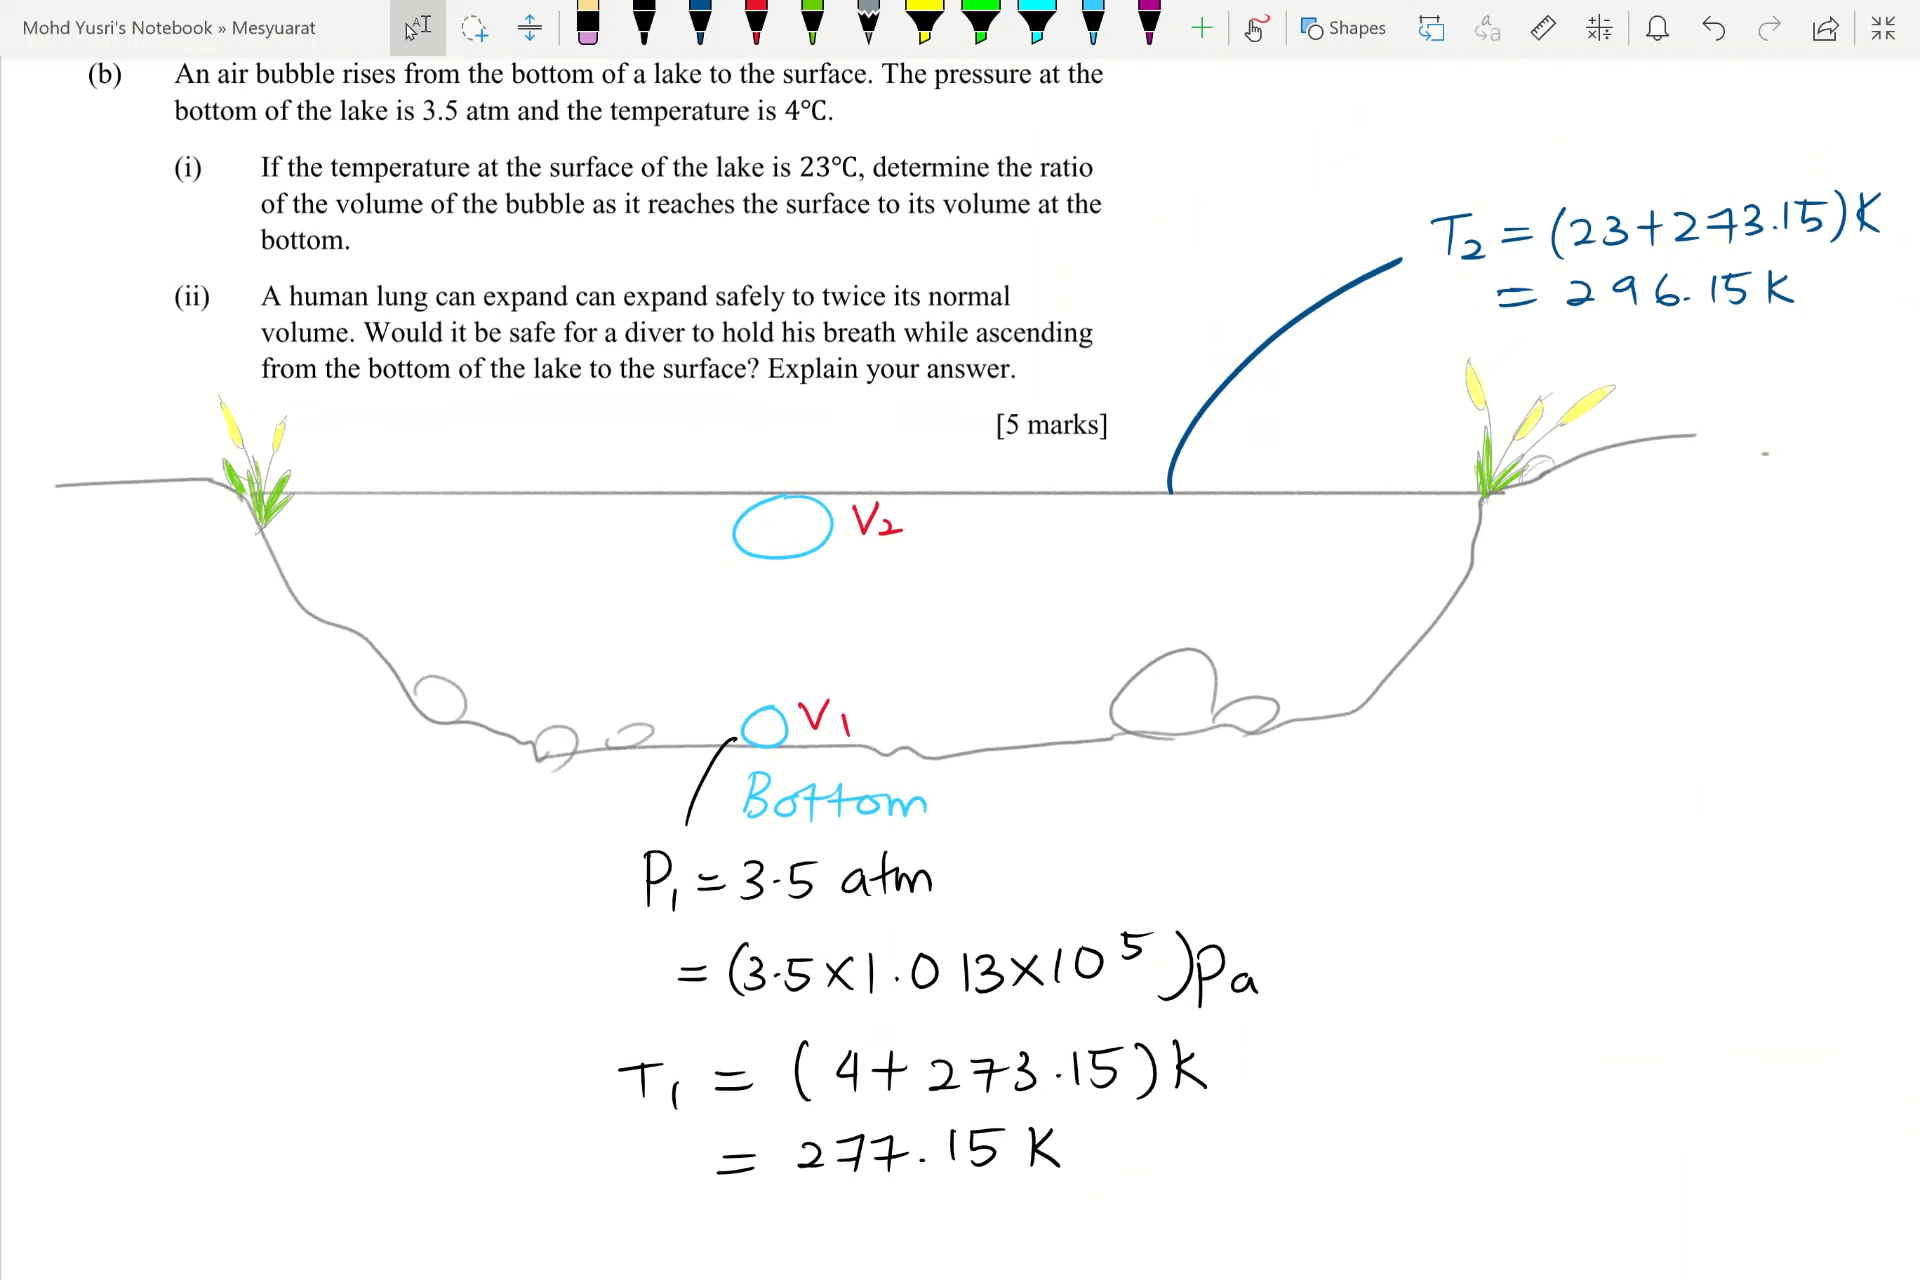 Mohd Yusri's Notebook » Mesyuarat
Shapes
(b) An air bubble rises from the bottom of a lake to the surface. The pressure at the
bottom of the lake is 3.5 atm and the temperature is 4°C.
(i) If the temperature at the surface of the lake is 23°C, determine the ratio
of the volume of the bubble as it reaches the surface to its volume at the
bottom.
(ii) A human lung can expand can expand safely to twice its normal
volume. Would it be safe for a diver to hold his breath while ascending
from the bottom of the lake to the surface? Explain your answer.
[5 marks]
T₂ = (23+273.15)K
= 296.15K
V₂
V₁
Bottom
P₁ = 3.5 atm
= (3.5×1.013×10⁵)Pa
T₁ = (4+273.15)K
= 277.15 K